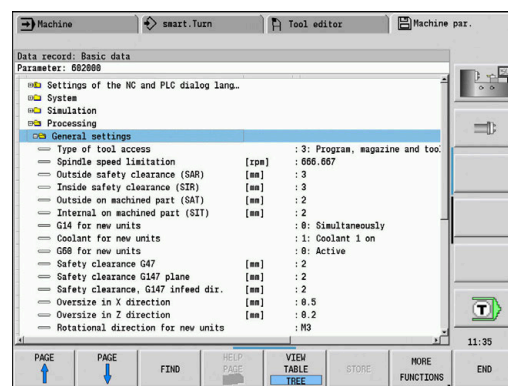 Machine
smart.Turn
Tool editor
Machine par.
Data record: Basic data
Parameter: 602000
Settings of the NC and PLC dialog lang…
System
Simulation
Processing
General settings
Type of tool access : 3: Program, magazine and too
Spindle speed limitation [rpm] : 666.667
Outside safety clearance (SAR) [mm] : 3
Inside safety clearance (SIR) [mm] : 3
Outside on machined part (SAT) [mm] : 2
Internal on machined part (SIT) [mm] : 2
G14 for new units : 0: Simultaneously
Coolant for new units : 1: Coolant 1 on
G60 for new units : 0: Active
Safety clearance G47 [mm] : 2
Safety clearance G147 plane [mm] : 2
Safety clearance, G147 infeed dir. [mm] : 2
Oversize in X direction [mm] : 0.5
Oversize in Z direction [mm] : 0.2
Rotational direction for new units : M3
T
11:35
PAGE
PAGE
FIND
HELP PAGE
VIEW TABLE TREE
STORE
MORE FUNCTIONS
END